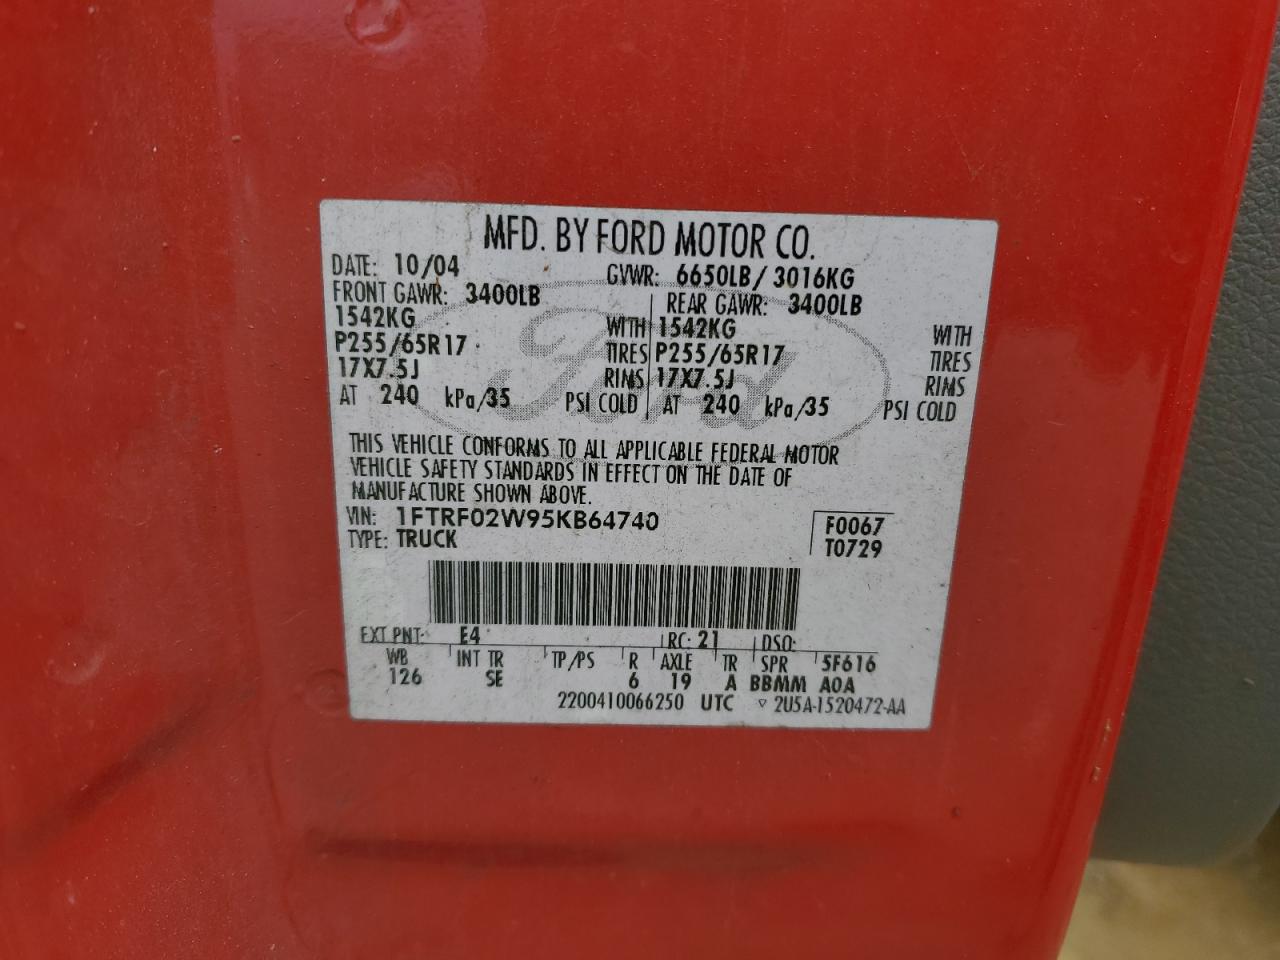 MFD. BY FORD MOTOR CO.
DATE: 10/04 GVWR: 6650LB/ 3016KG
FRONT GAWR: 3400LB REAR GAWR: 3400LB
1542KG WITH 1542KG WITH
P255/65R17 TIRES P255/65R17 TIRES
17X7.5J RIMS 17X7.5J RIMS
AT 240 kPa/35 PSI COLD AT 240 kPa/35 PSI COLD
Ford
THIS VEHICLE CONFORMS TO ALL APPLICABLE FEDERAL MOTOR
VEHICLE SAFETY STANDARDS IN EFFECT ON THE DATE OF
MANUFACTURE SHOWN ABOVE.
VIN: 1FTRF02W95KB64740 F0067
TYPE: TRUCK T0729
EXT PNT: E4 RC: 21 DSO:
WB INT TR TP/PS R AXLE TR SPR 5F616
126 SE 6 19 A BBMM A0A
2200410066250 UTC ▽ 2U5A-1520472-AA